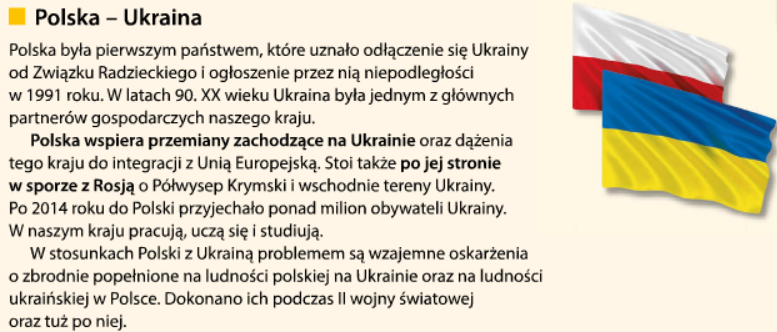 Polska – Ukraina
Polska była pierwszym państwem, które uznało odłączenie się Ukrainy
od Związku Radzieckiego i ogłoszenie przez nią niepodległości
w 1991 roku. W latach 90. XX wieku Ukraina była jednym z głównych
partnerów gospodarczych naszego kraju.
Polska wspiera przemiany zachodzące na Ukrainie oraz dążenia
tego kraju do integracji z Unią Europejską. Stoi także po jej stronie
w sporze z Rosją o Półwysep Krymski i wschodnie tereny Ukrainy.
Po 2014 roku do Polski przyjechało ponad milion obywateli Ukrainy.
W naszym kraju pracują, uczą się i studiują.
W stosunkach Polski z Ukrainą problemem są wzajemne oskarżenia
o zbrodnie popełnione na ludności polskiej na Ukrainie oraz na ludności
ukraińskiej w Polsce. Dokonano ich podczas II wojny światowej
oraz tuż po niej.